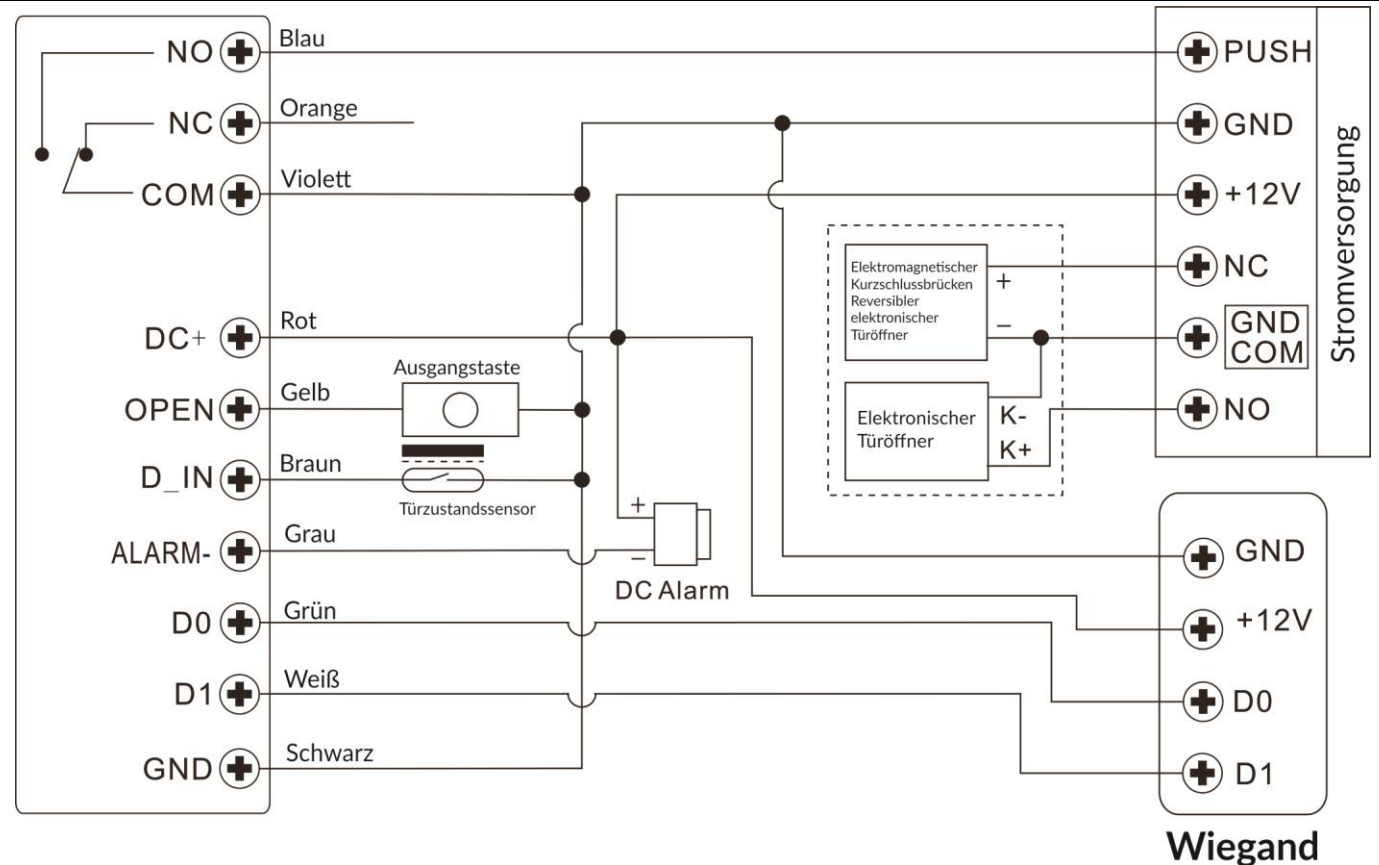 NO
Blau
PUSH
NC
Orange
GND
COM
Violett
+12V
NC
DC+
Rot
GND
COM
OPEN
Gelb
NO
D_IN
Braun
ALARM-
Grau
D0
Grün
D1
Weiß
GND
Schwarz
Ausgangstaste
Türzustandssensor
+
–
DC Alarm
Elektromagnetischer
Kurzschlussbrücken
Reversibler
elektronischer
Türöffner
+
–
Elektronischer
Türöffner
K-
K+
Stromversorgung
GND
+12V
D0
D1
Wiegand